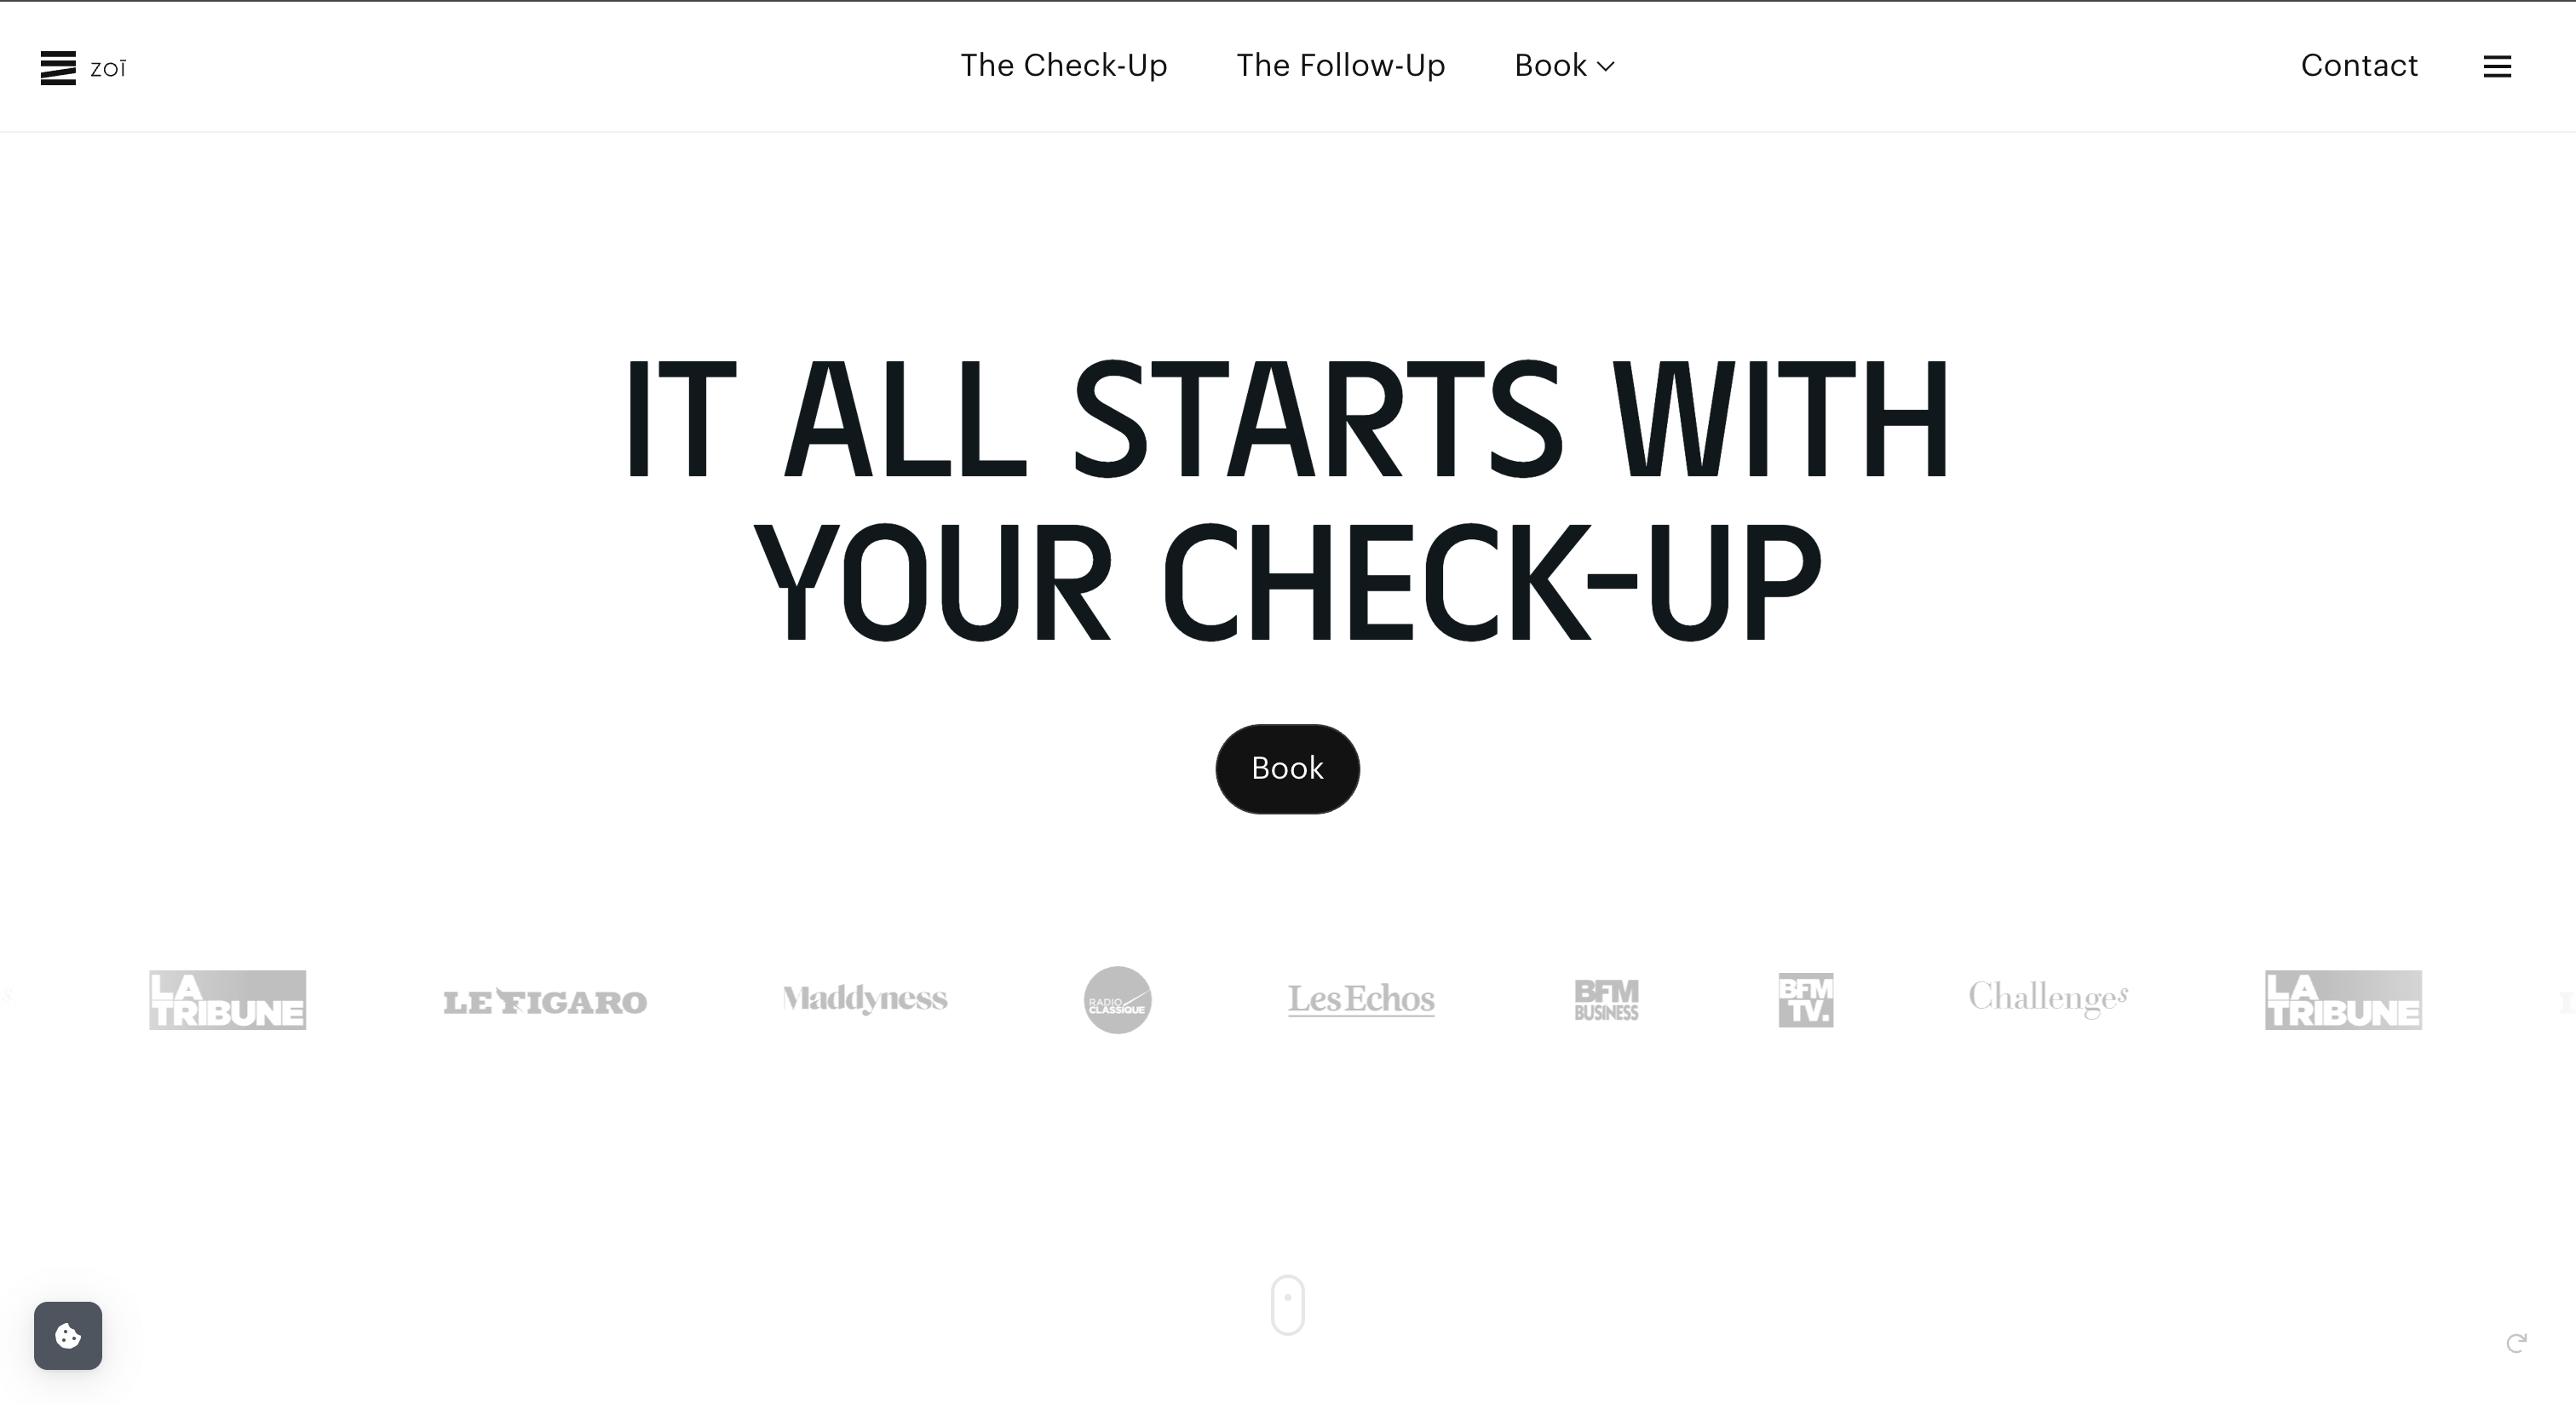 zoī
The Check-Up
The Follow-Up
Book
Contact
IT ALL STARTS WITH
YOUR CHECK-UP
Book
LA
TRIBUNE
LE FIGARO
Maddyness
RADIO
CLASSIQUE
Les Echos
BFM
BUSINESS
BFM
TV.
Challenges
LA
TRIBUNE